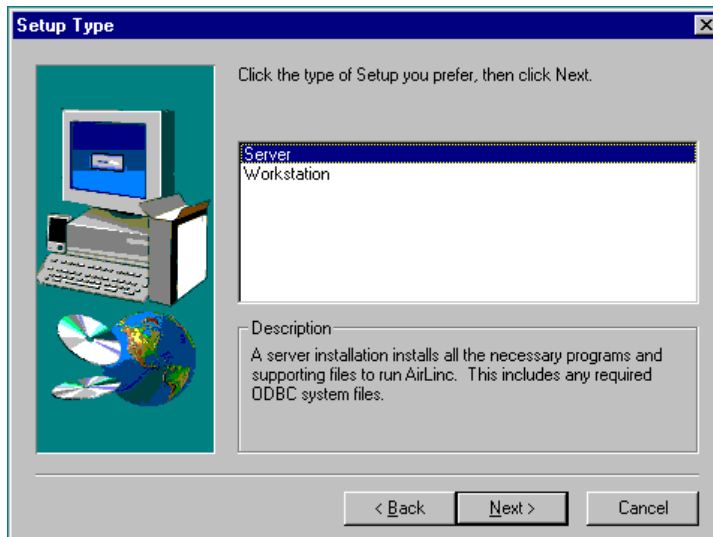 Setup Type
Click the type of Setup you prefer, then click Next.
Server
Workstation
Description
A server installation installs all the necessary programs and
supporting files to run AirLinc.  This includes any required
ODBC system files.
< Back
Next >
Cancel